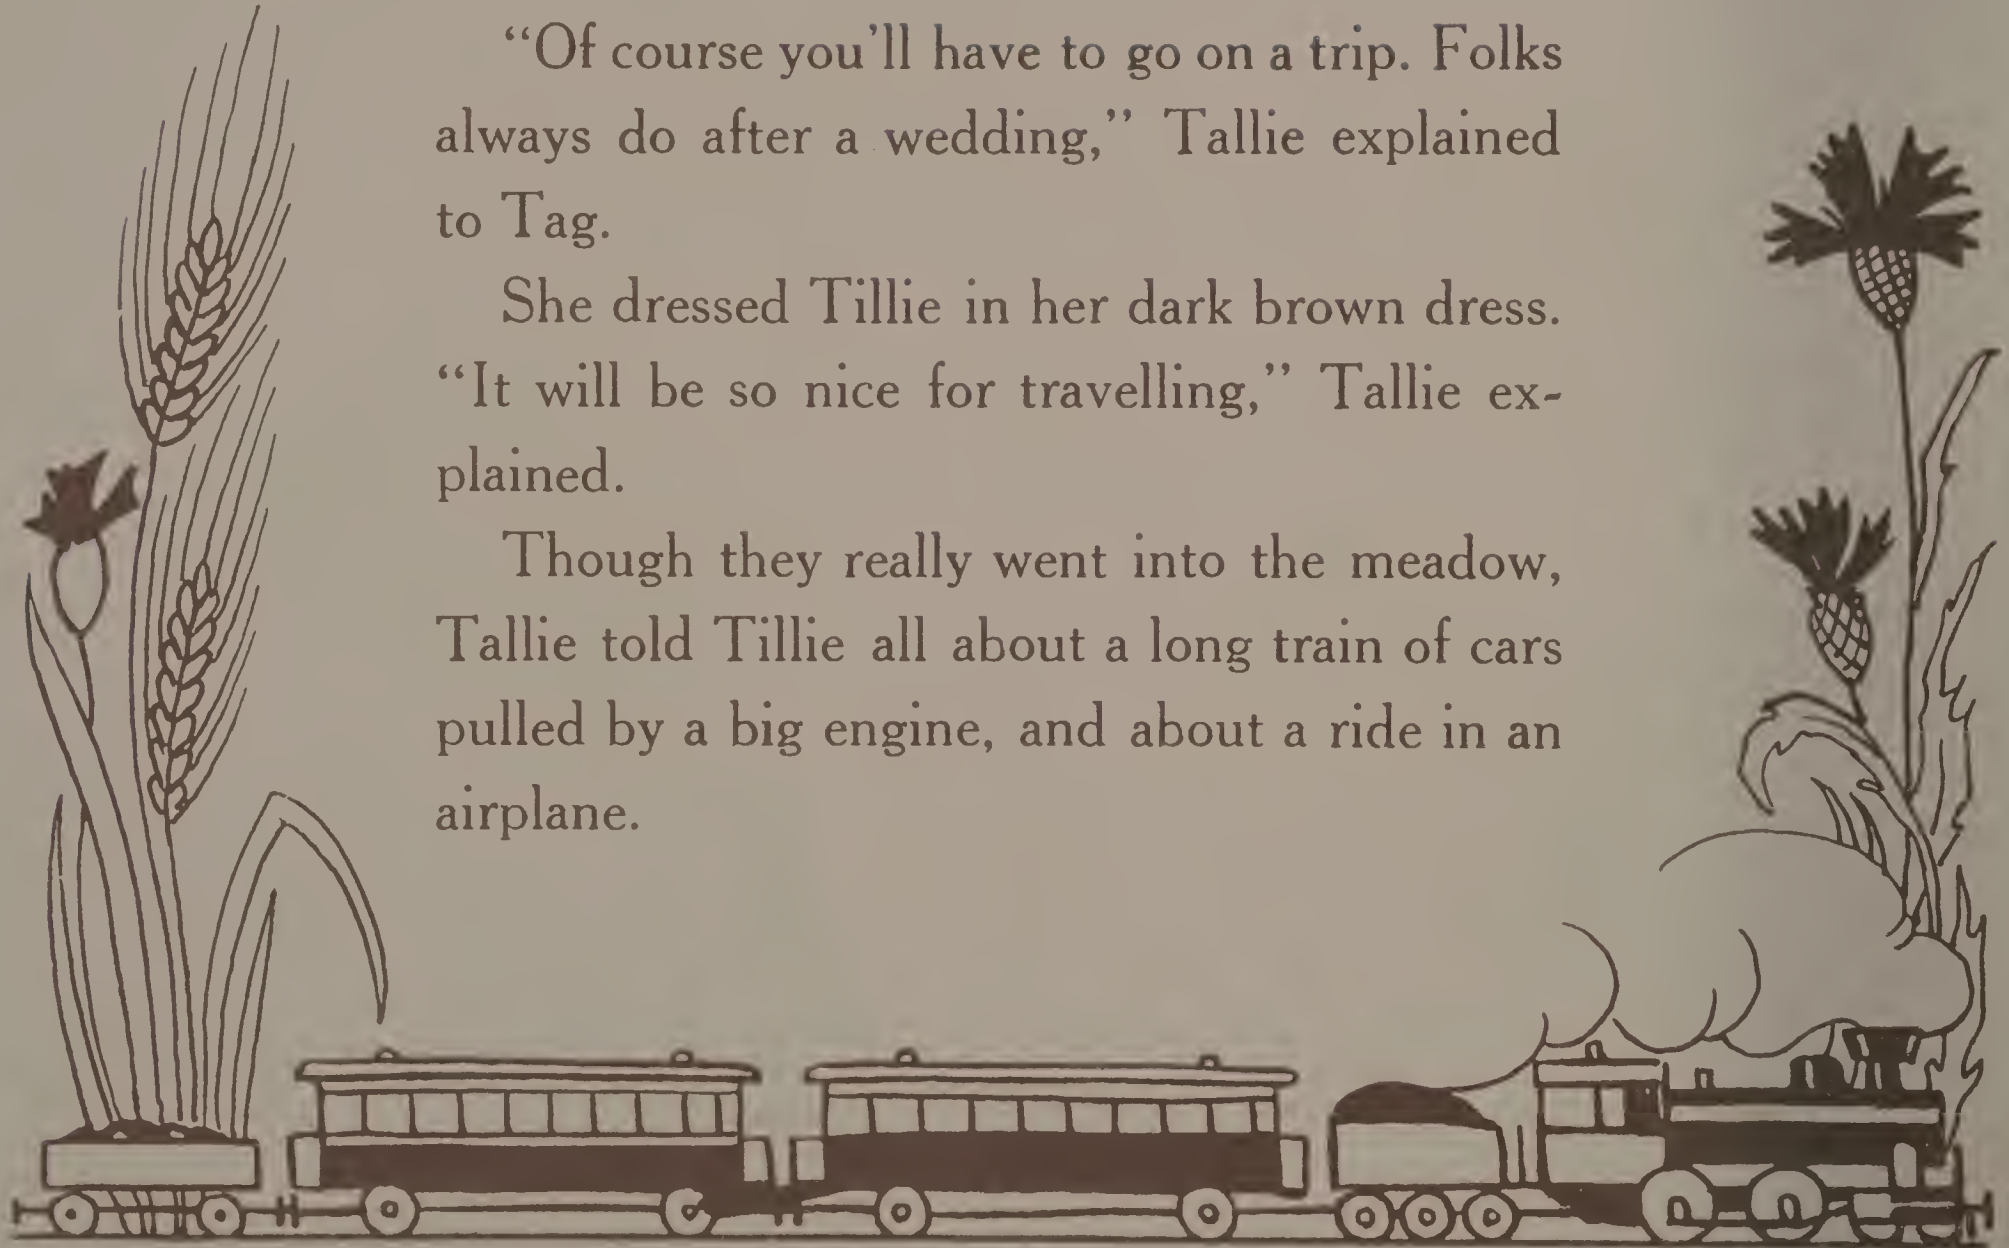 “Of course you'll have to go on a trip. Folks
always do after a wedding,” Tallie explained
to Tag.
She dressed Tillie in her dark brown dress.
“It will be so nice for travelling,” Tallie ex-
plained.
Though they really went into the meadow,
Tallie told Tillie all about a long train of cars
pulled by a big engine, and about a ride in an
airplane.